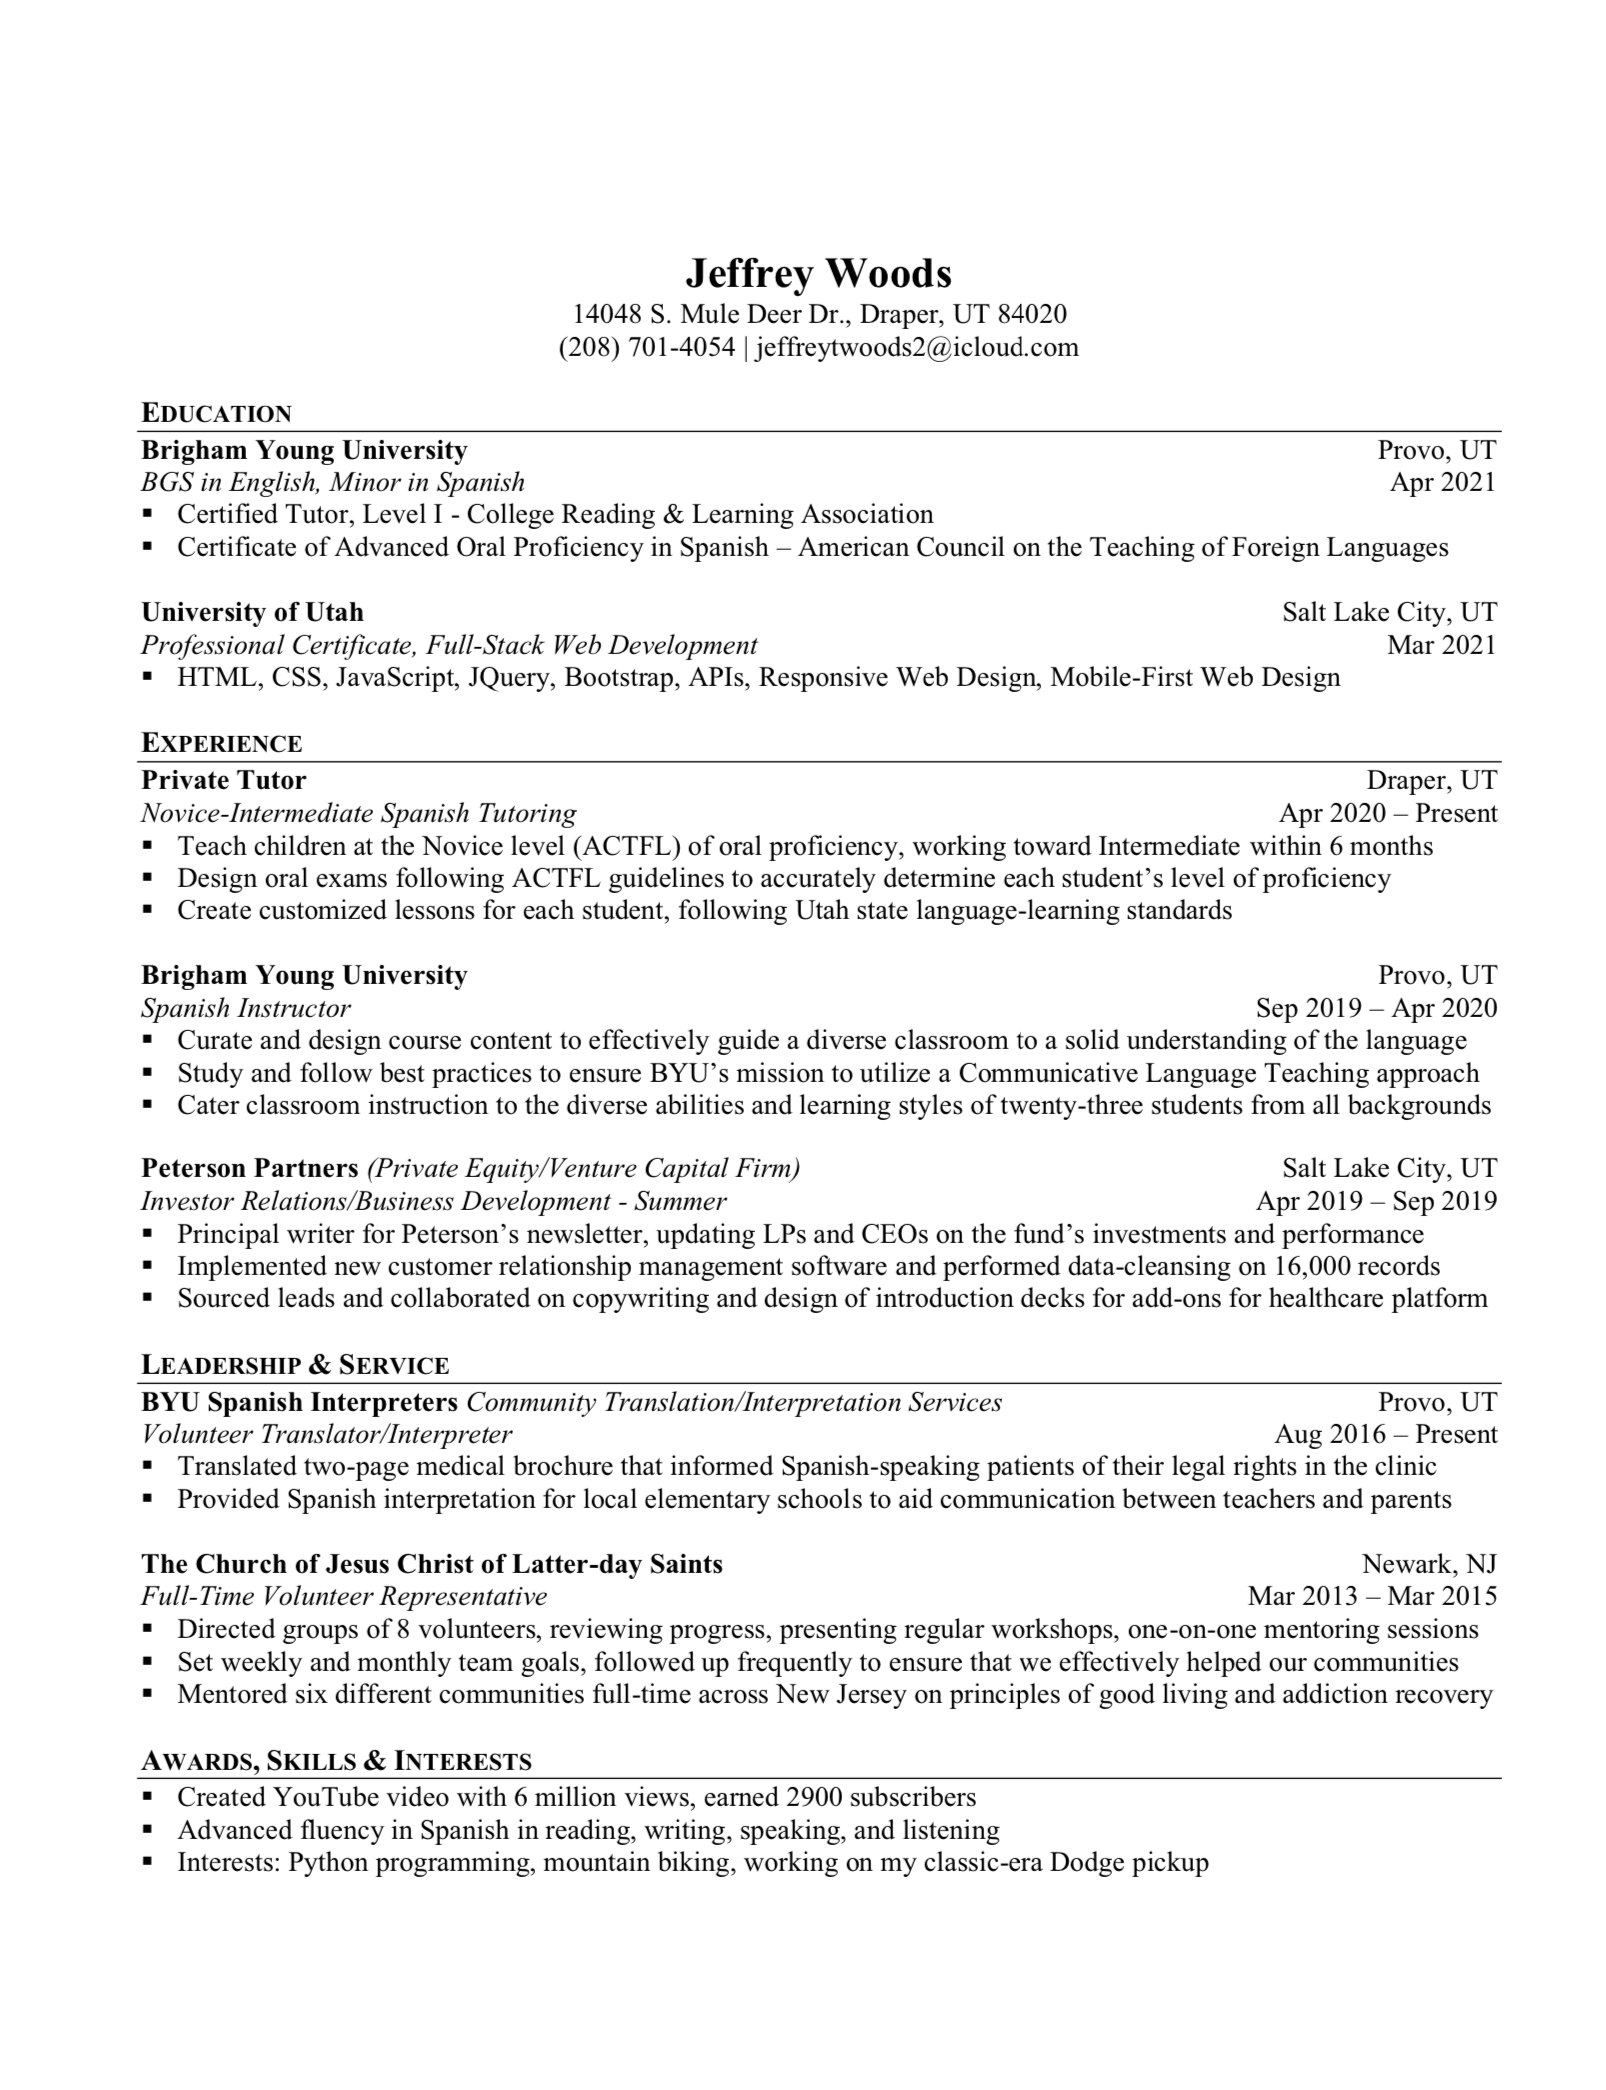 Jeffrey Woods
14048 S. Mule Deer Dr., Draper, UT 84020
(208) 701-4054 | jeffreytwoods2@icloud.com
EDUCATION
Brigham Young University Provo, UT
BGS in English, Minor in Spanish Apr 2021
▪ Certified Tutor, Level I - College Reading & Learning Association
▪ Certificate of Advanced Oral Proficiency in Spanish – American Council on the Teaching of Foreign Languages
University of Utah Salt Lake City, UT
Professional Certificate, Full-Stack Web Development Mar 2021
▪ HTML, CSS, JavaScript, JQuery, Bootstrap, APIs, Responsive Web Design, Mobile-First Web Design
EXPERIENCE
Private Tutor Draper, UT
Novice-Intermediate Spanish Tutoring Apr 2020 – Present
▪ Teach children at the Novice level (ACTFL) of oral proficiency, working toward Intermediate within 6 months
▪ Design oral exams following ACTFL guidelines to accurately determine each student’s level of proficiency
▪ Create customized lessons for each student, following Utah state language-learning standards
Brigham Young University Provo, UT
Spanish Instructor Sep 2019 – Apr 2020
▪ Curate and design course content to effectively guide a diverse classroom to a solid understanding of the language
▪ Study and follow best practices to ensure BYU’s mission to utilize a Communicative Language Teaching approach
▪ Cater classroom instruction to the diverse abilities and learning styles of twenty-three students from all backgrounds
Peterson Partners (Private Equity/Venture Capital Firm) Salt Lake City, UT
Investor Relations/Business Development - Summer Apr 2019 – Sep 2019
▪ Principal writer for Peterson’s newsletter, updating LPs and CEOs on the fund’s investments and performance
▪ Implemented new customer relationship management software and performed data-cleansing on 16,000 records
▪ Sourced leads and collaborated on copywriting and design of introduction decks for add-ons for healthcare platform
LEADERSHIP & SERVICE
BYU Spanish Interpreters Community Translation/Interpretation Services Provo, UT
Volunteer Translator/Interpreter Aug 2016 – Present
▪ Translated two-page medical brochure that informed Spanish-speaking patients of their legal rights in the clinic
▪ Provided Spanish interpretation for local elementary schools to aid communication between teachers and parents
The Church of Jesus Christ of Latter-day Saints Newark, NJ
Full-Time Volunteer Representative Mar 2013 – Mar 2015
▪ Directed groups of 8 volunteers, reviewing progress, presenting regular workshops, one-on-one mentoring sessions
▪ Set weekly and monthly team goals, followed up frequently to ensure that we effectively helped our communities
▪ Mentored six different communities full-time across New Jersey on principles of good living and addiction recovery
AWARDS, SKILLS & INTERESTS
▪ Created YouTube video with 6 million views, earned 2900 subscribers
▪ Advanced fluency in Spanish in reading, writing, speaking, and listening
▪ Interests: Python programming, mountain biking, working on my classic-era Dodge pickup